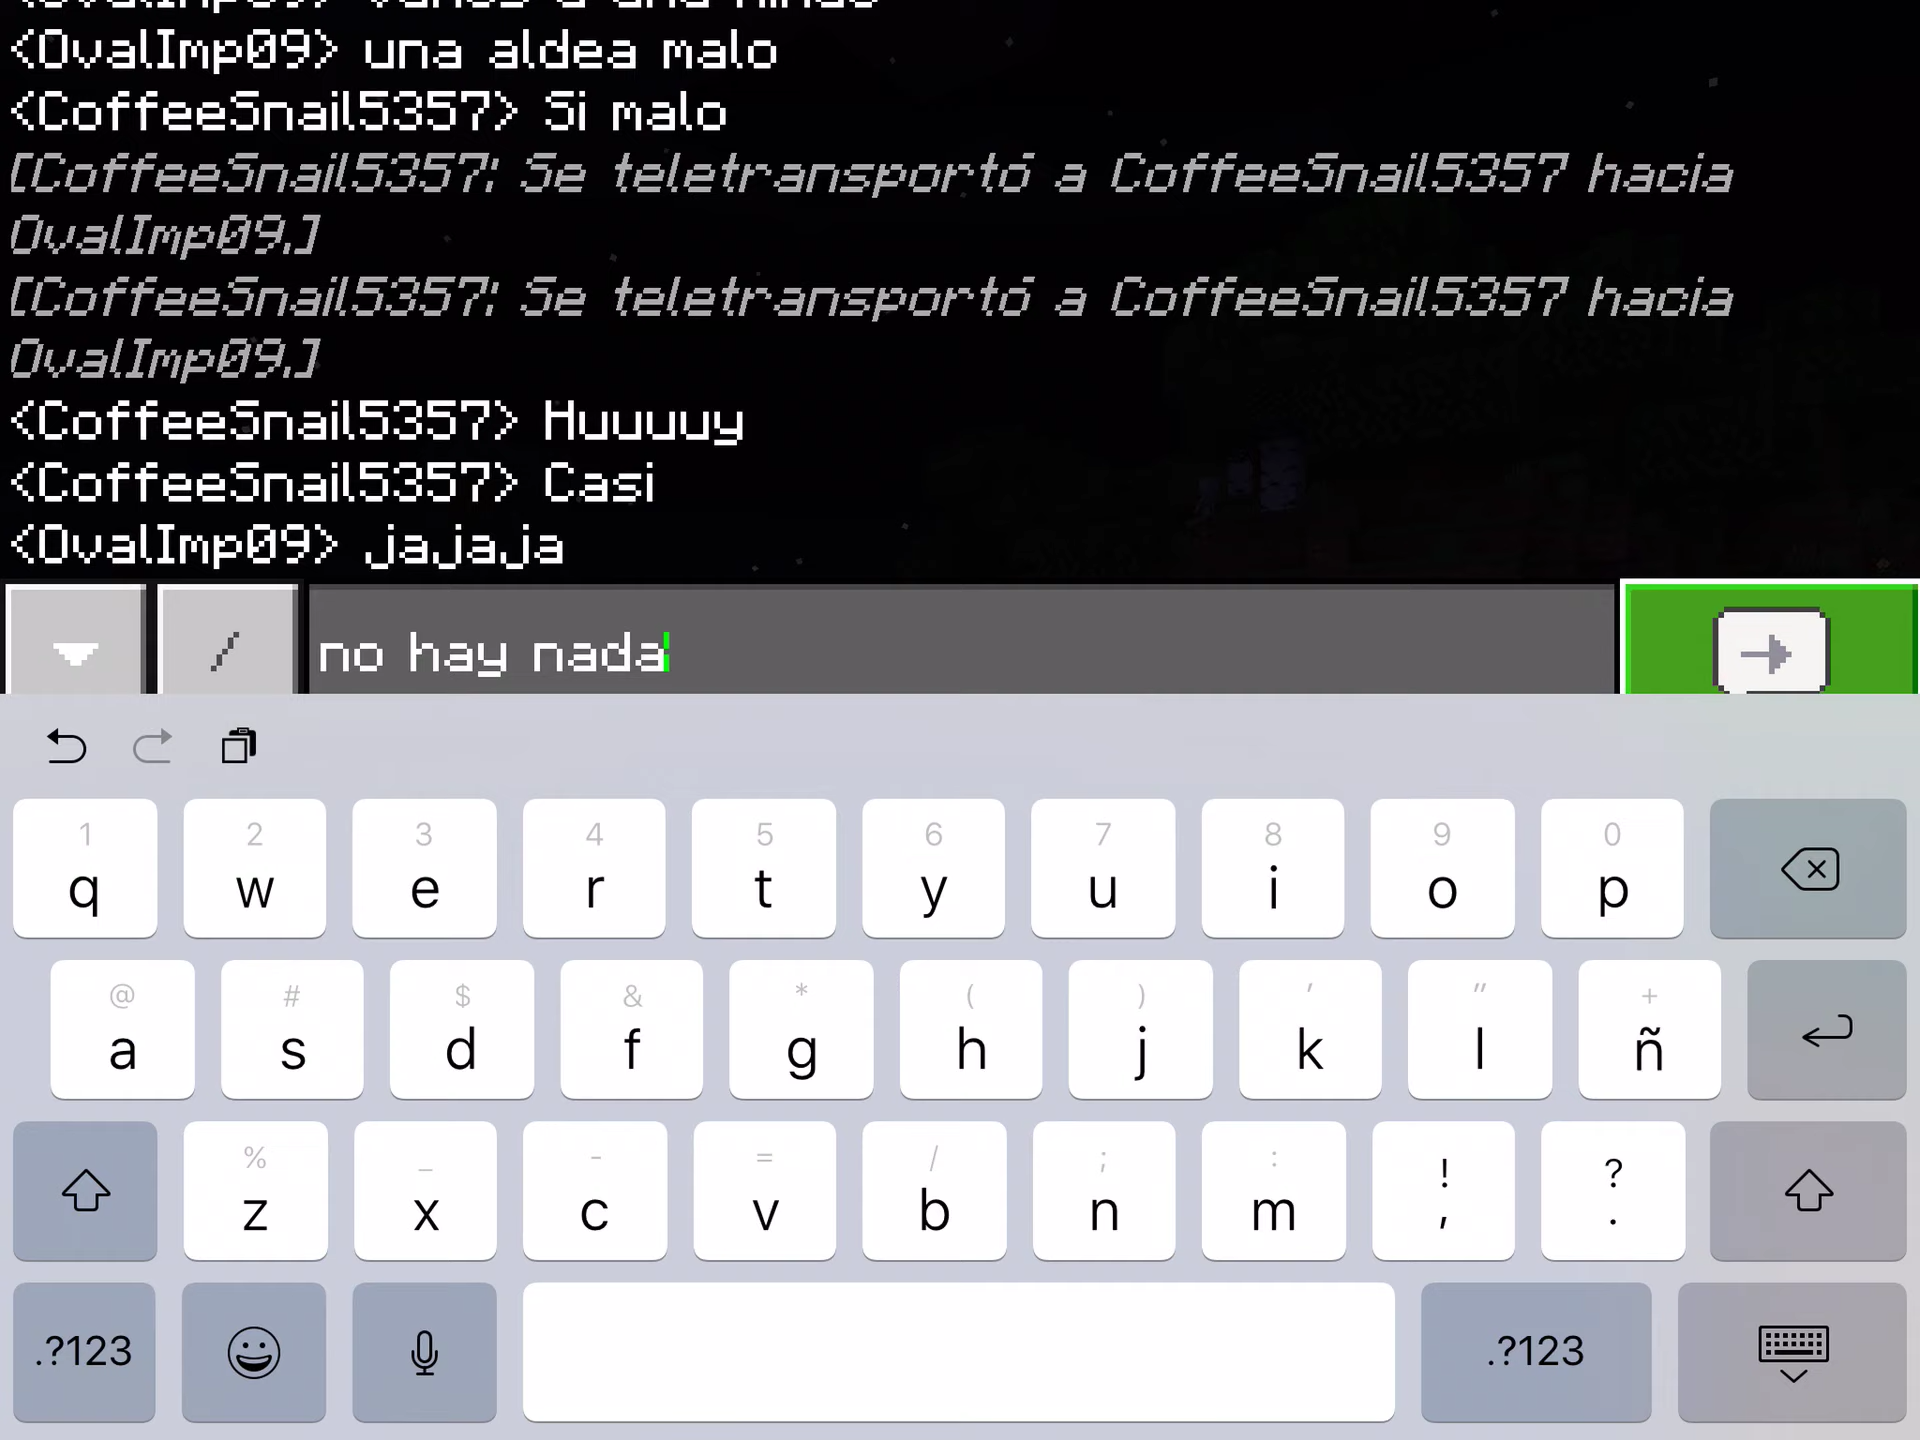 <OvalImp09> una aldea malo
<CoffeeSnail5357> Si malo
[CoffeeSnail5357: Se teletransportó a CoffeeSnail5357 hacia
OvalImp09.]
[CoffeeSnail5357: Se teletransportó a CoffeeSnail5357 hacia
OvalImp09.]
<CoffeeSnail5357> Huuuuy
<CoffeeSnail5357> Casi
<OvalImp09> jajaja
/ no hay nada
1 2 3 4 5 6 7 8 9 0
q w e r t y u i o p
@ # $ & * ( ) ' " +
a s d f g h j k l ñ
% _ - = / ; : ! ?
z x c v b n m , .
.?123 .?123